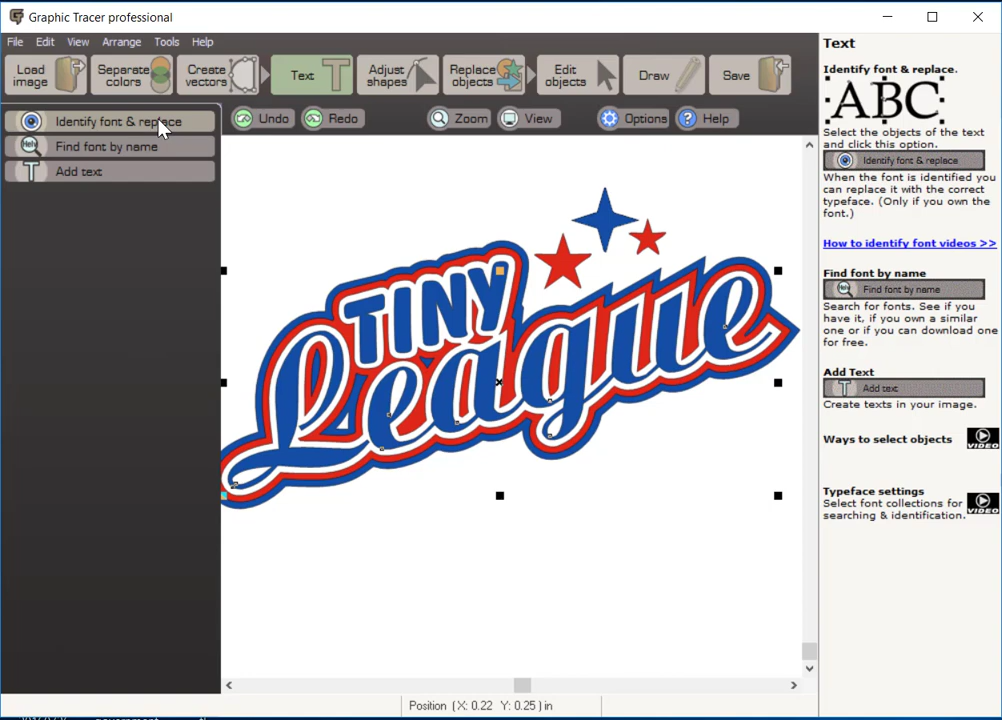 Graphic Tracer professional
File Edit View Arrange Tools Help
Load image
Separate colors
Create vectors
Text
Adjust shapes
Replace objects
Edit objects
Draw
Save
Identify font & replace
Find font by name
Add text
Undo
Redo
Zoom
View
Options
Help
TINY
League
Position (X: 0.22 Y: 0.25) in
Text
Identify font & replace.
ABC
Select the objects of the text
and click this option.
Identify font & replace
When the font is identified you
can replace it with the correct
typeface. (Only if you own the
font.)
How to identify font videos >>
Find font by name
Find font by name
Search for fonts. See if you
have it, if you own a similar
one or if you can download one
for free.
Add Text
Add text
Create texts in your image.
Ways to select objects
VIDEO
Typeface settings
Select font collections for
searching & identification.
VIDEO